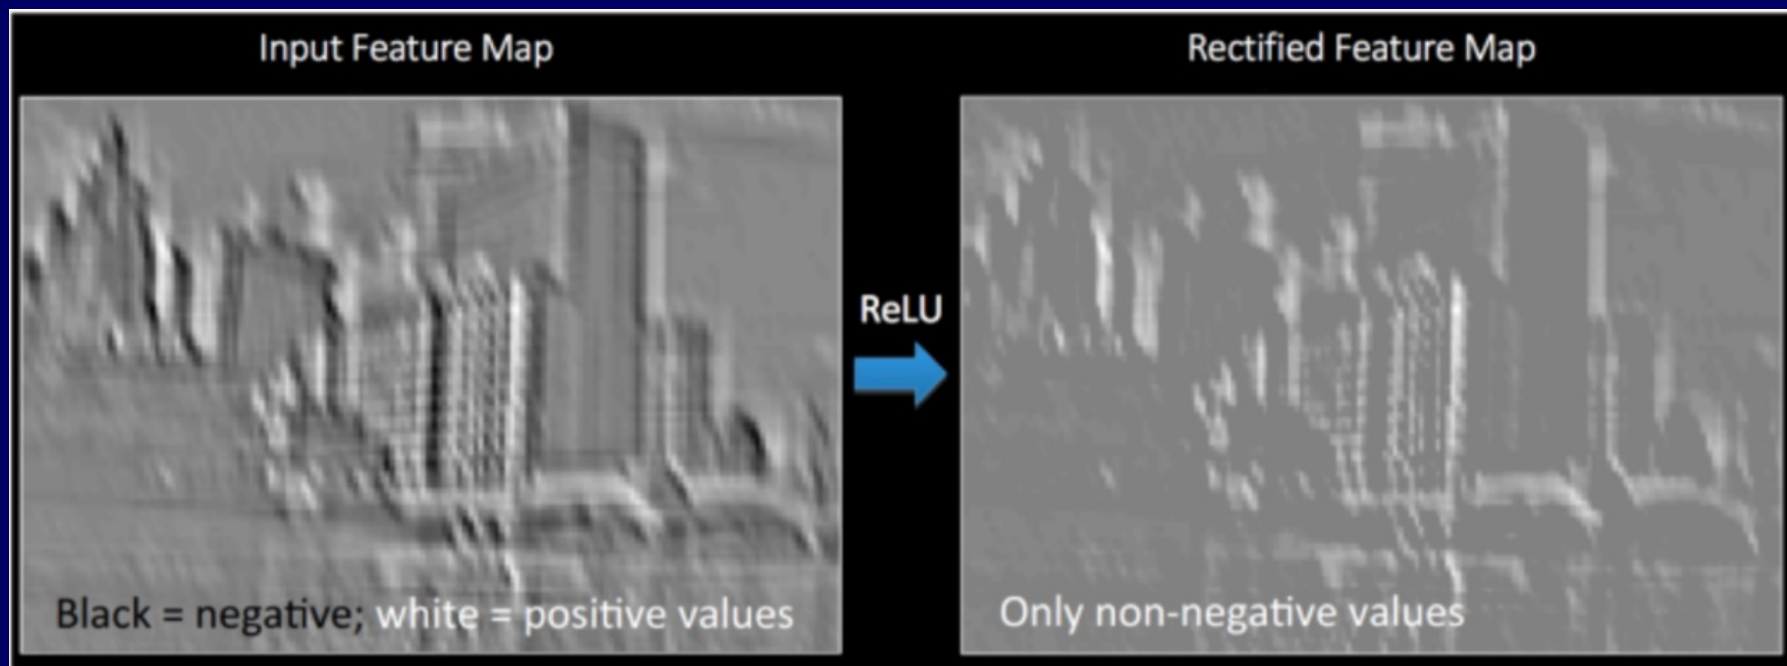 Input Feature Map
Rectified Feature Map
ReLU
Black = negative; white = positive values
Only non-negative values